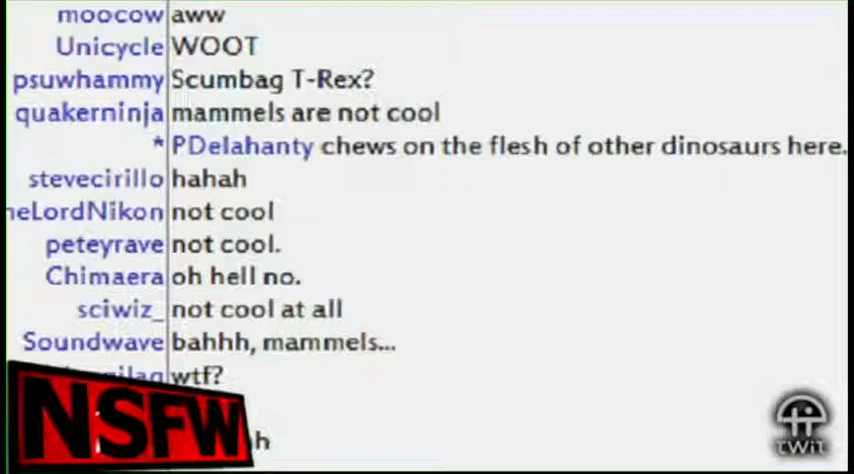 moocow aww
Unicycle WOOT
psuwhammy Scumbag T-Rex?
quakerninja mammels are not cool
* PDelahanty chews on the flesh of other dinosaurs here.
stevecirillo hahah
neLordNikon not cool
peteyrave not cool.
Chimaera oh hell no.
sciwiz_ not cool at all
Soundwave bahhh, mammels...
wtf?
NSFW
TWiT